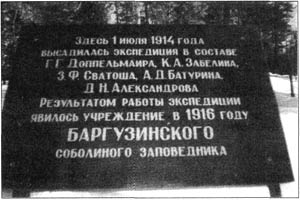 Здесь 1 июля 1914 года
высадилась экспедиция в составе
Г.Г. Доппельмаира, К.А. Забелина,
З.Ф. Сватоша, А.Д. Батурина,
Д.Н. Александрова
Результатом работы экспедиции
явилось учреждение в 1916 году
БАРГУЗИНСКОГО
соболиного заповедника